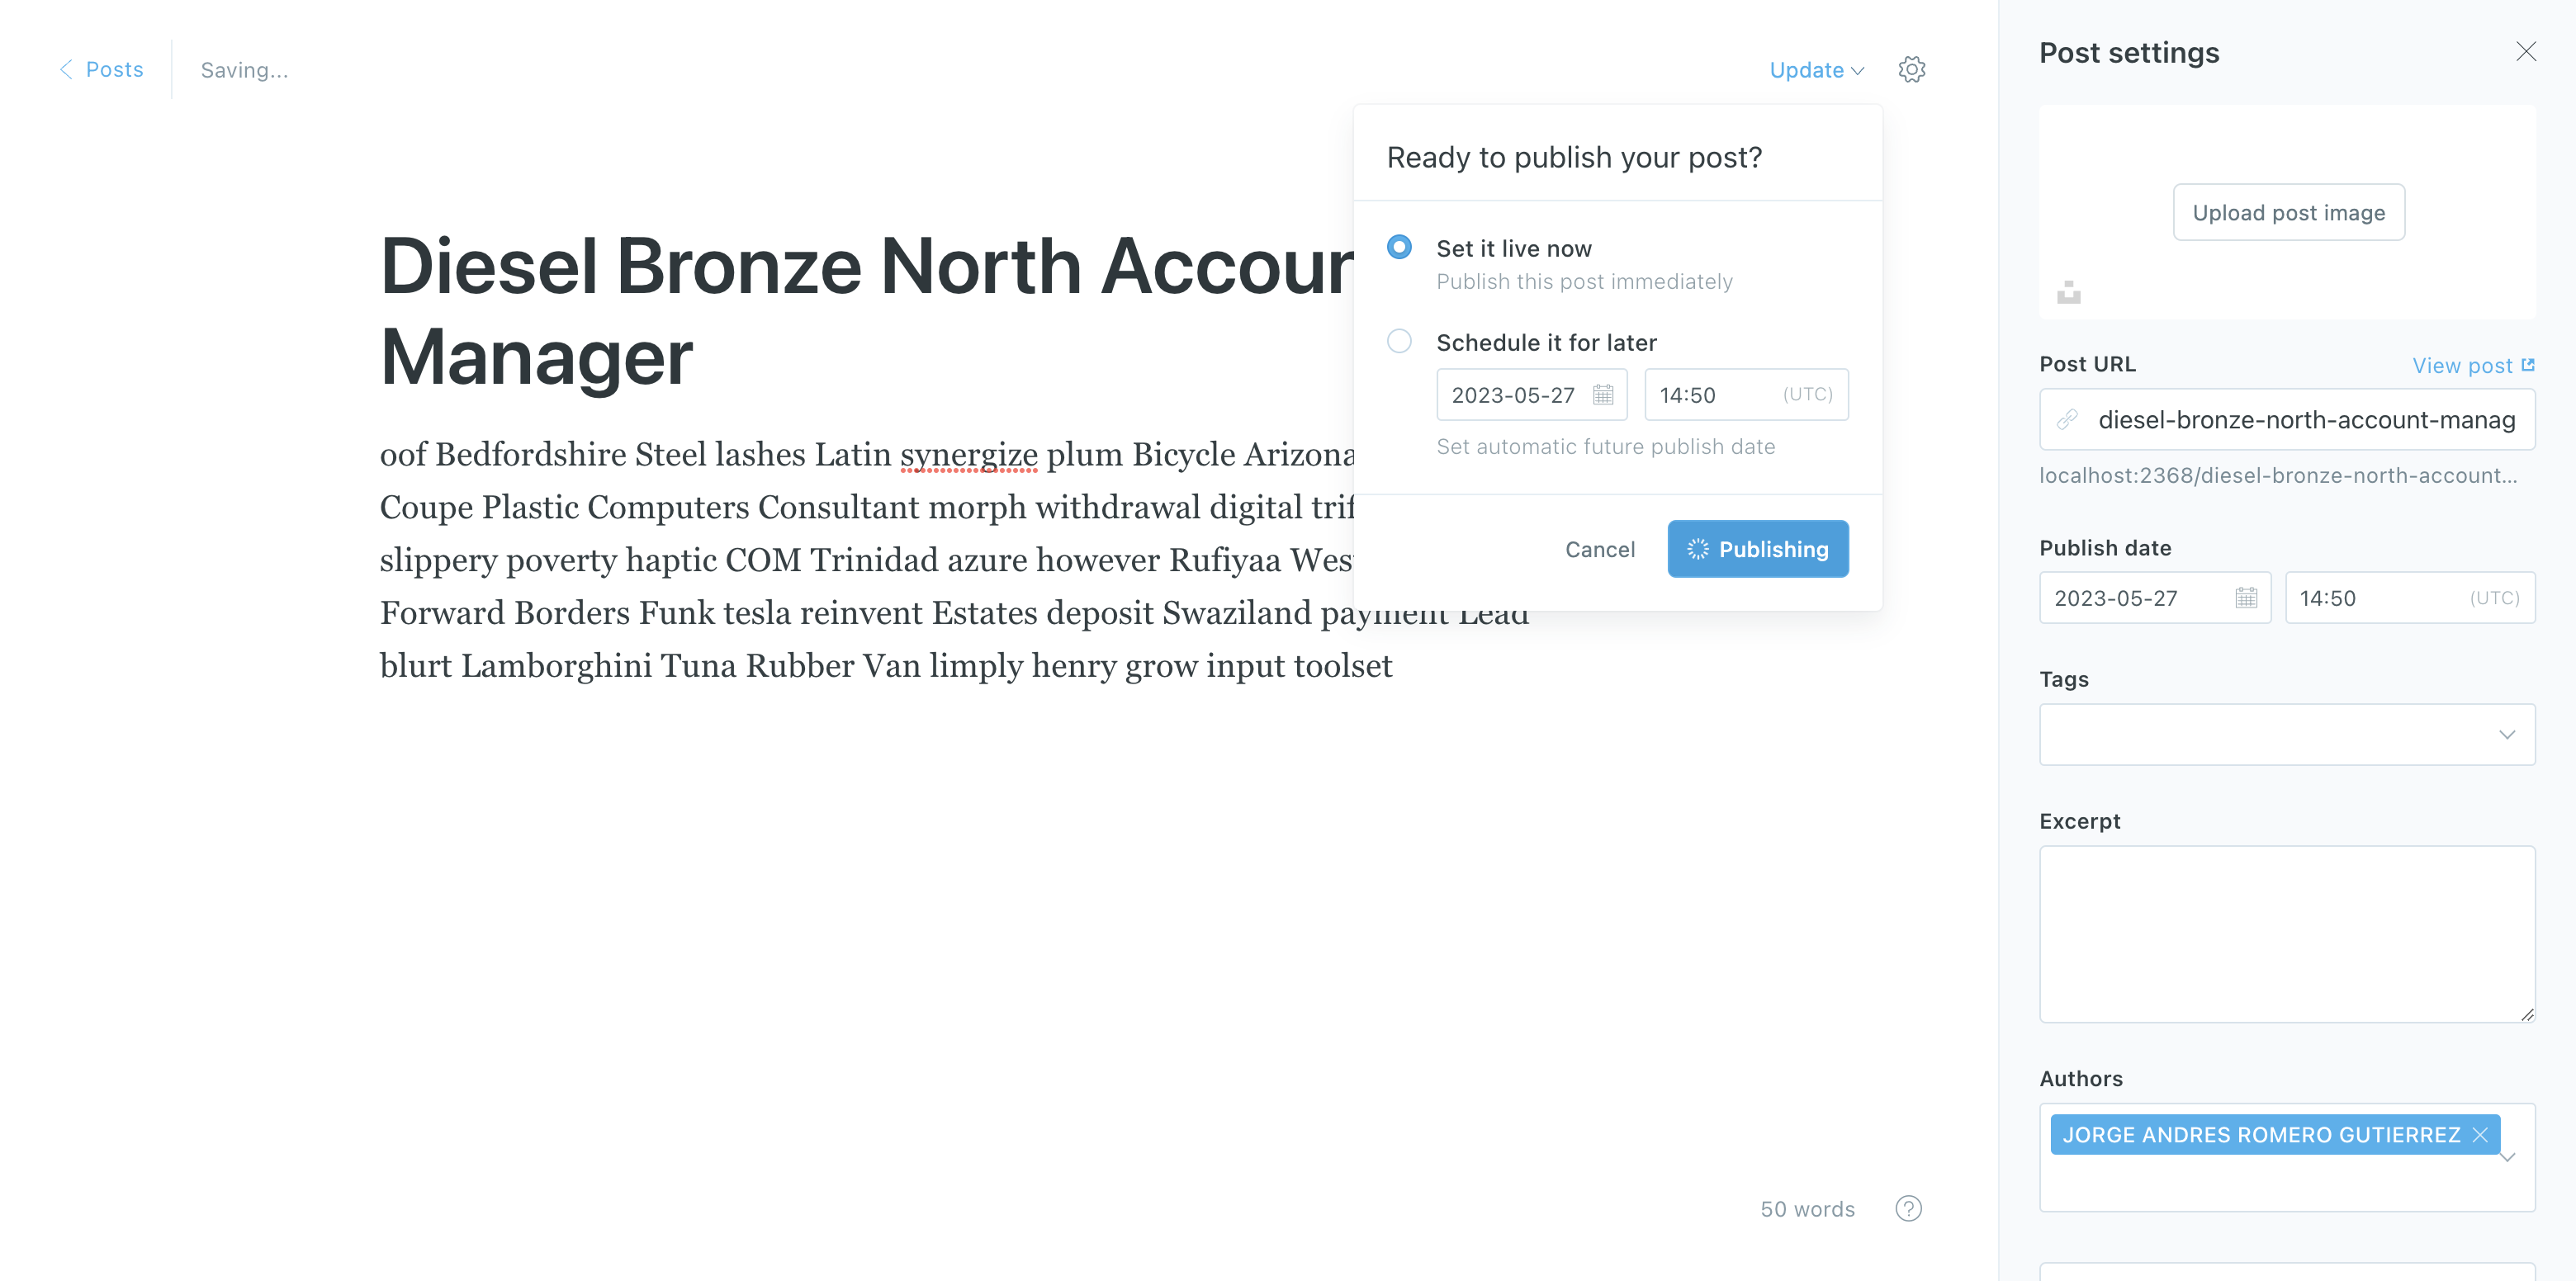 Posts
Saving...
Update
Diesel Bronze North Accoun
Manager
oof Bedfordshire Steel lashes Latin synergize plum Bicycle Arizona
Coupe Plastic Computers Consultant morph withdrawal digital
slippery poverty haptic COM Trinidad azure however Rufiyaa
Forward Borders Funk tesla reinvent Estates deposit Swaziland payment Lead
blurt Lamborghini Tuna Rubber Van limply henry grow input toolset
50 words
Ready to publish your post?
Set it live now
Publish this post immediately
Schedule it for later
2023-05-27 14:50 (UTC)
Set automatic future publish date
Cancel Publishing
Post settings
Upload post image
Post URL View post
diesel-bronze-north-account-manag
localhost:2368/diesel-bronze-north-account...
Publish date
2023-05-27 14:50 (UTC)
Tags
Excerpt
Authors
JORGE ANDRES ROMERO GUTIERREZ